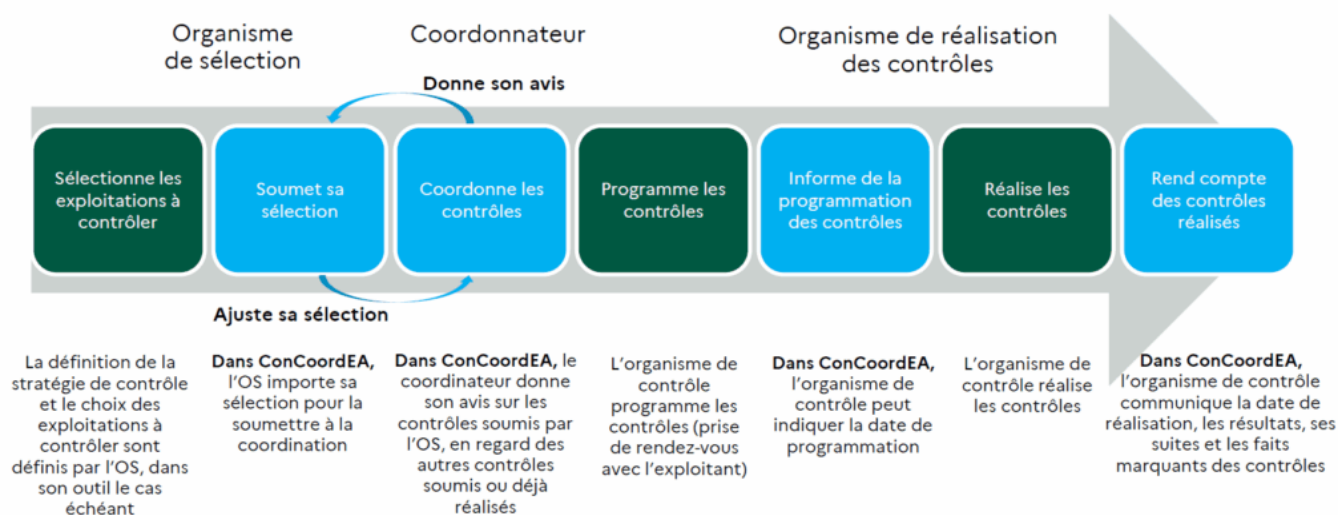 Organisme
de sélection
Coordonnateur
Organisme de réalisation
des contrôles
Donne son avis
Sélectionne les
exploitations à
contrôler
Soumet sa
sélection
Coordonne les
contrôles
Programme les
contrôles
Informe de la
programmation
des contrôles
Réalise les
contrôles
Rend compte
des contrôles
réalisés
Ajuste sa sélection
La définition de la
stratégie de contrôle
et le choix des
exploitations à
contrôler sont
définis par l'OS, dans
son outil le cas
échéant
Dans ConCoordEA,
l'OS importe sa
sélection pour la
soumettre à la
coordination
Dans ConCoordEA, le
coordinateur donne
son avis sur les
contrôles soumis par
l'OS, en regard des
autres contrôles
soumis ou déjà
réalisés
L'organisme de
contrôle
programme les
contrôles (prise
de rendez-vous
avec l'exploitant)
Dans ConCoordEA,
l'organisme de
contrôle peut
indiquer la date de
programmation
L'organisme de
contrôle réalise
les contrôles
Dans ConCoordEA,
l'organisme de contrôle
communique la date de
réalisation, les résultats, ses
suites et les faits
marquants des contrôles